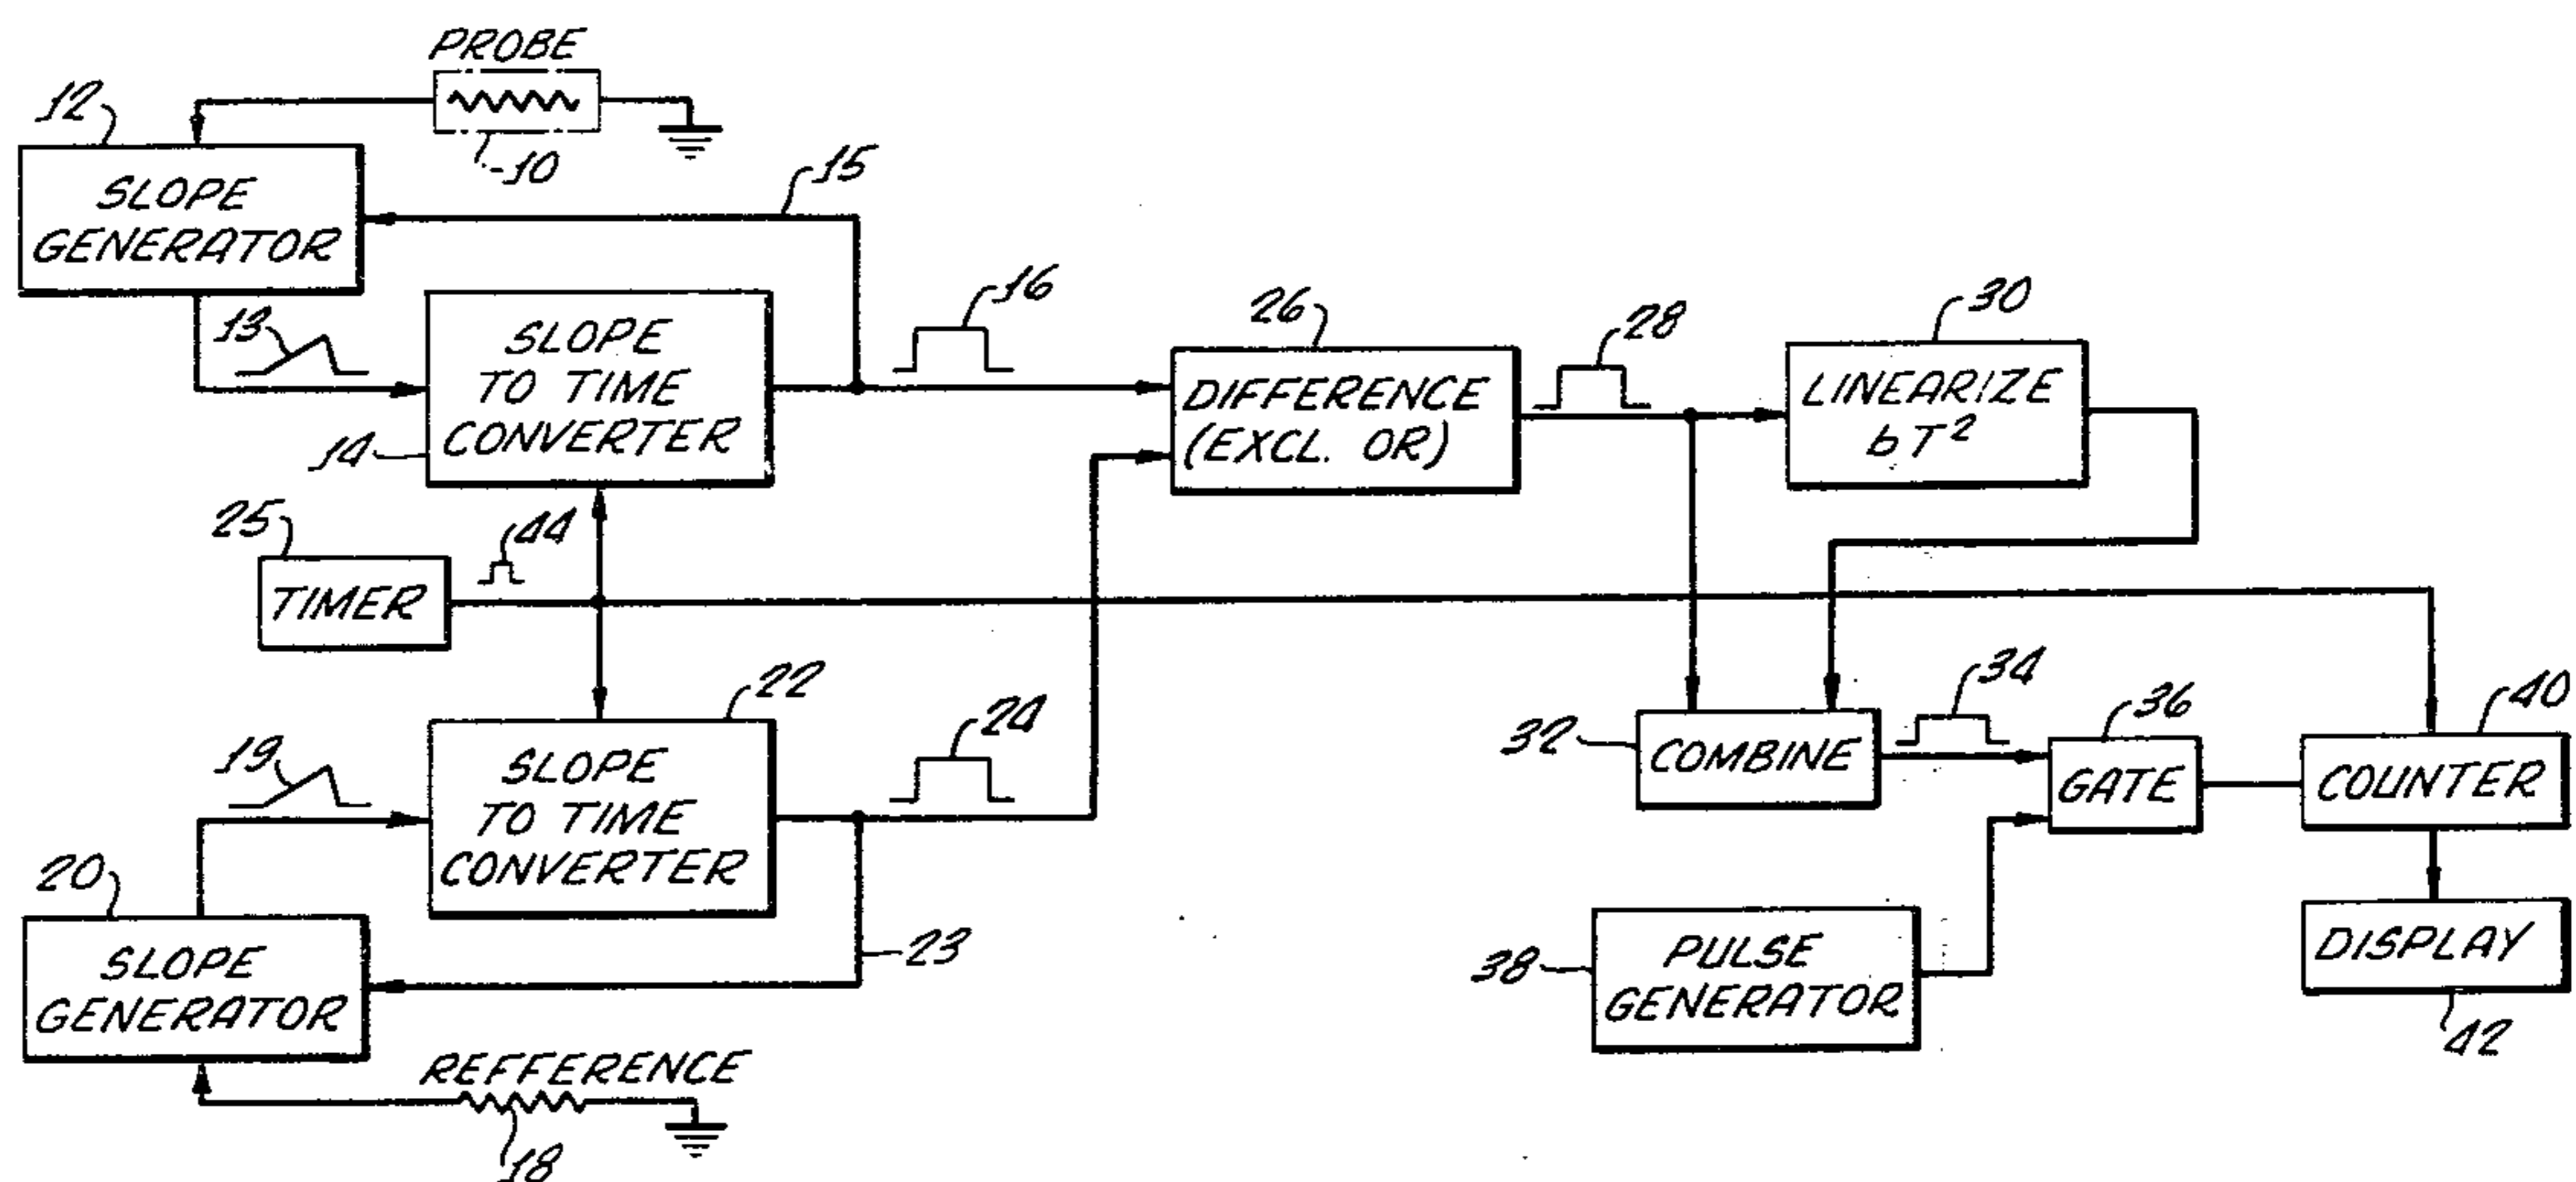 PROBE
12
10
SLOPE
GENERATOR
15
13
SLOPE
TO TIME
CONVERTER
14
16
26
DIFFERENCE
(EXCL. OR)
28
30
LINEARIZE
bT²
25
44
TIMER
22
24
SLOPE
TO TIME
CONVERTER
19
20
SLOPE
GENERATOR
23
REFFERENCE
18
32
COMBINE
34
36
GATE
40
COUNTER
38
PULSE
GENERATOR
DISPLAY
42